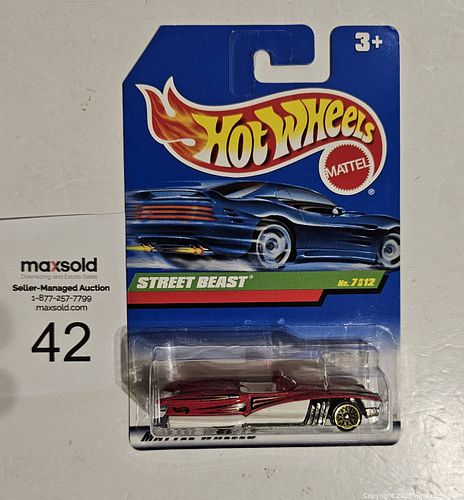 3+
HOT WHEELS
MATTEL
®
STREET BEAST®
No. 7 OF 12
maxsold
Downsizing and Estate Sales
Seller-Managed Auction
1-877-257-7799
maxsold.com
42